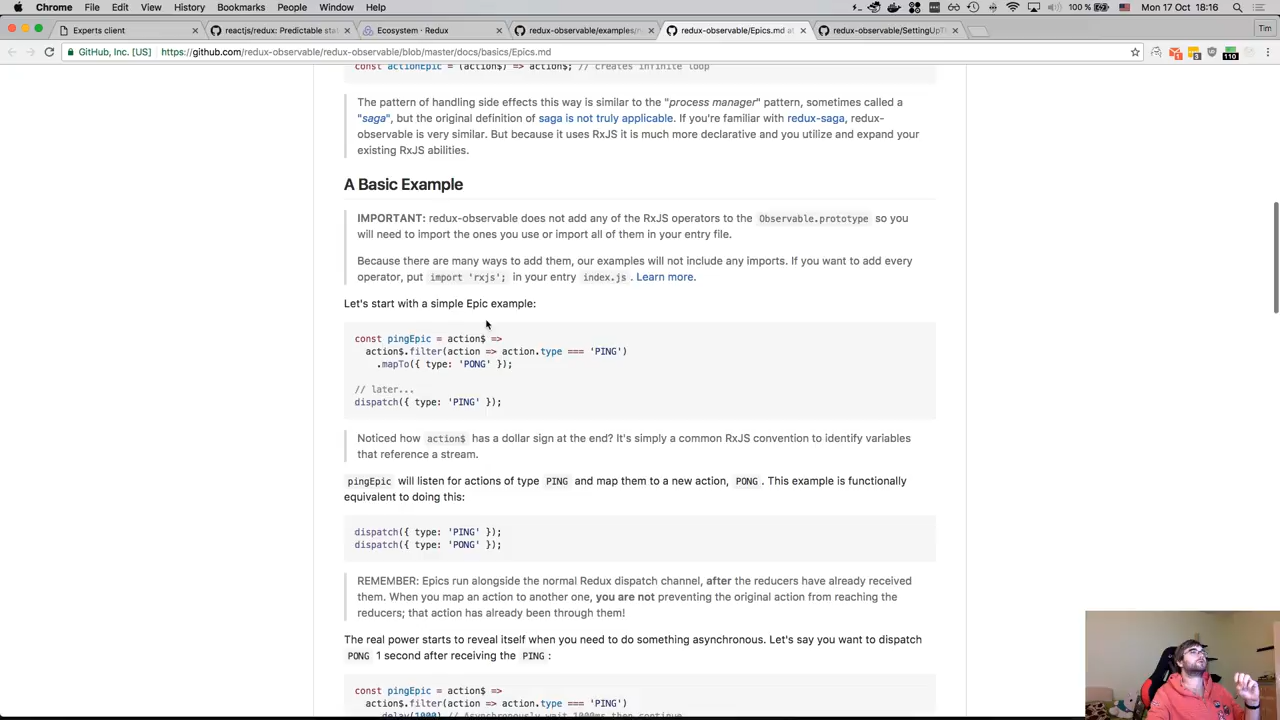 Chrome File Edit View History Bookmarks People Window Help 100 % Mon 17 Oct 18:16
Experts client
reactjs/redux: Predictable sta
Ecosystem · Redux
redux-observable/examples/n
redux-observable/Epics.md at
redux-observable/SettingUpTh
Tim
GitHub, Inc. [US] https://github.com/redux-observable/redux-observable/blob/master/docs/basics/Epics.md
110
const actionEpic = (action$) => action$; // creates infinite loop
The pattern of handling side effects this way is similar to the "process manager" pattern, sometimes called a
"saga", but the original definition of saga is not truly applicable. If you're familiar with redux-saga, redux-
observable is very similar. But because it uses RxJS it is much more declarative and you utilize and expand your
existing RxJS abilities.
A Basic Example
IMPORTANT: redux-observable does not add any of the RxJS operators to the Observable.prototype so you
will need to import the ones you use or import all of them in your entry file.
Because there are many ways to add them, our examples will not include any imports. If you want to add every
operator, put import 'rxjs'; in your entry index.js . Learn more.
Let's start with a simple Epic example:
const pingEpic = action$ =>
action$.filter(action => action.type === 'PING')
.mapTo({ type: 'PONG' });
// later...
dispatch({ type: 'PING' });
Noticed how action$ has a dollar sign at the end? It's simply a common RxJS convention to identify variables
that reference a stream.
pingEpic will listen for actions of type PING and map them to a new action, PONG . This example is functionally
equivalent to doing this:
dispatch({ type: 'PING' });
dispatch({ type: 'PONG' });
REMEMBER: Epics run alongside the normal Redux dispatch channel, after the reducers have already received
them. When you map an action to another one, you are not preventing the original action from reaching the
reducers; that action has already been through them!
The real power starts to reveal itself when you need to do something asynchronous. Let's say you want to dispatch
PONG 1 second after receiving the PING :
const pingEpic = action$ =>
action$.filter(action => action.type === 'PING')
.delay(1000) // Asynchronously wait 1000ms then continue